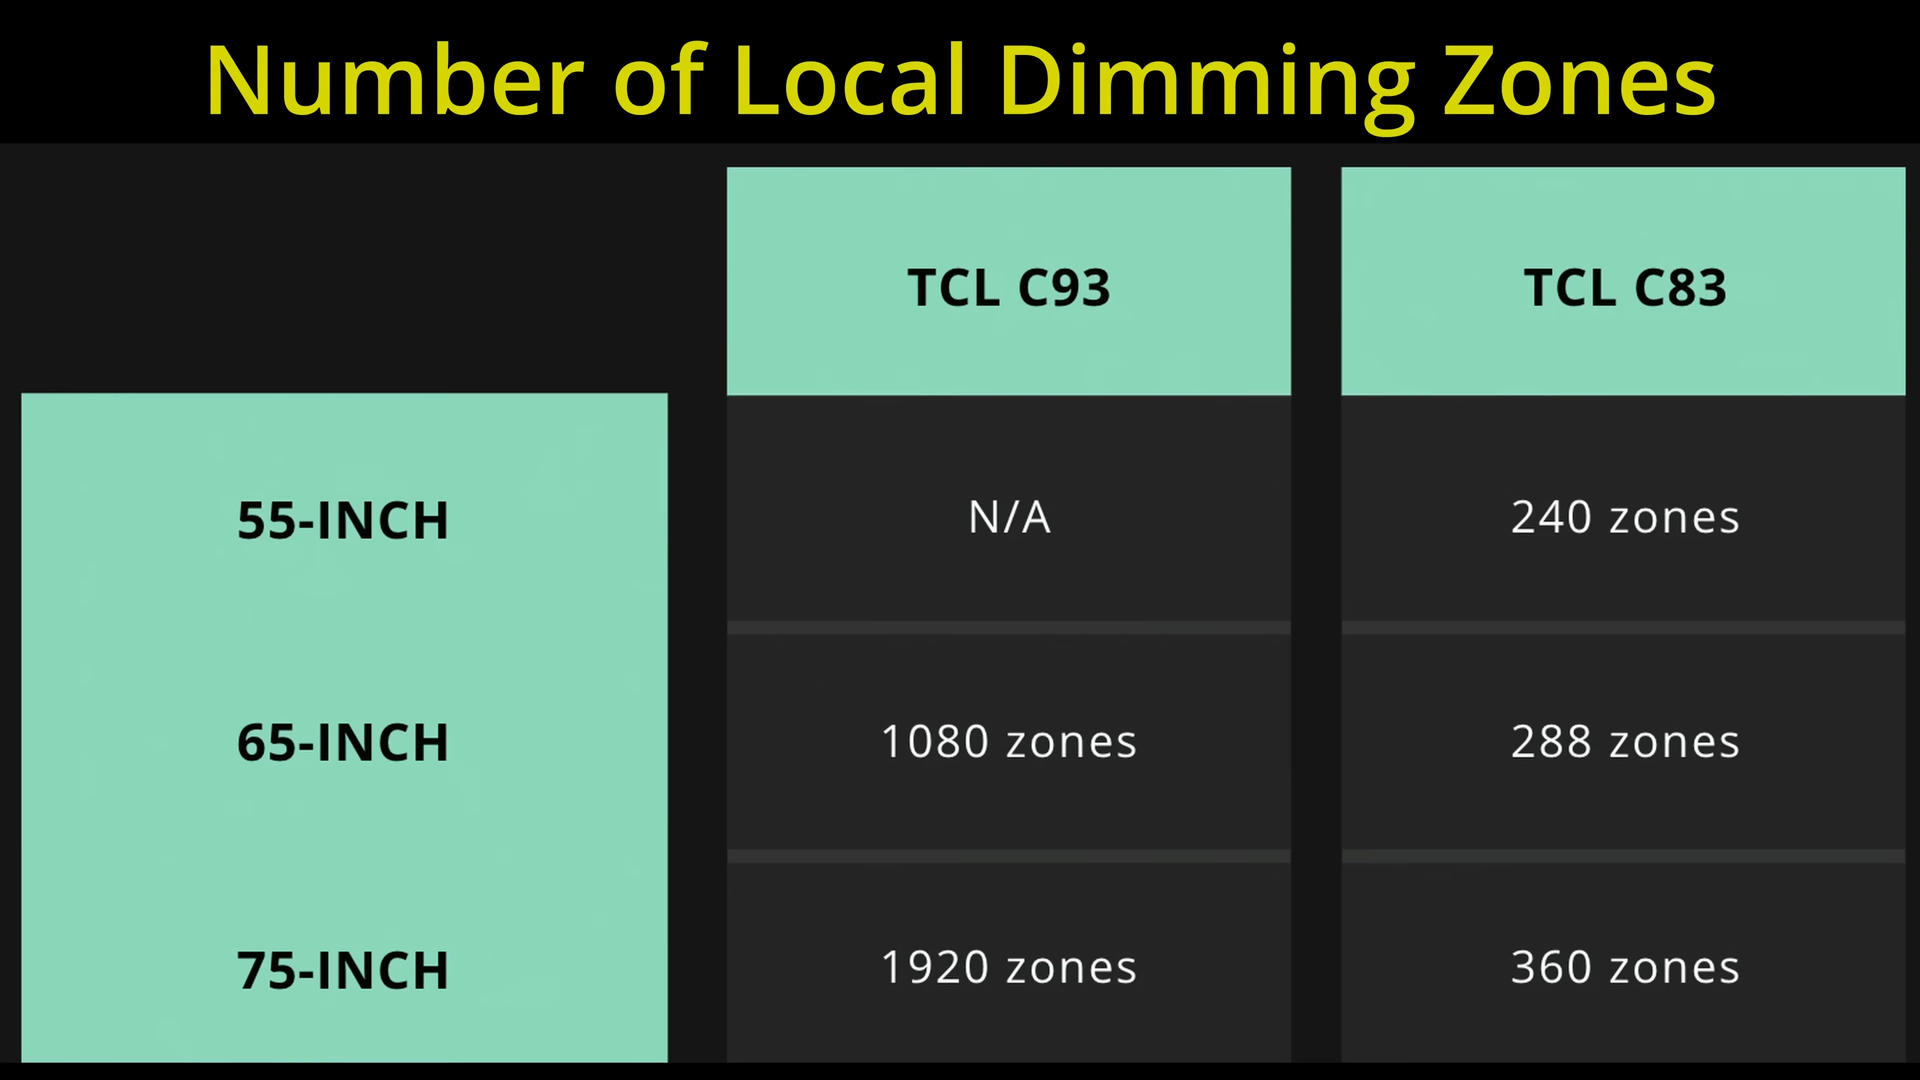 Number of Local Dimming Zones
TCL C93
TCL C83
55-INCH
N/A
240 zones
65-INCH
1080 zones
288 zones
75-INCH
1920 zones
360 zones